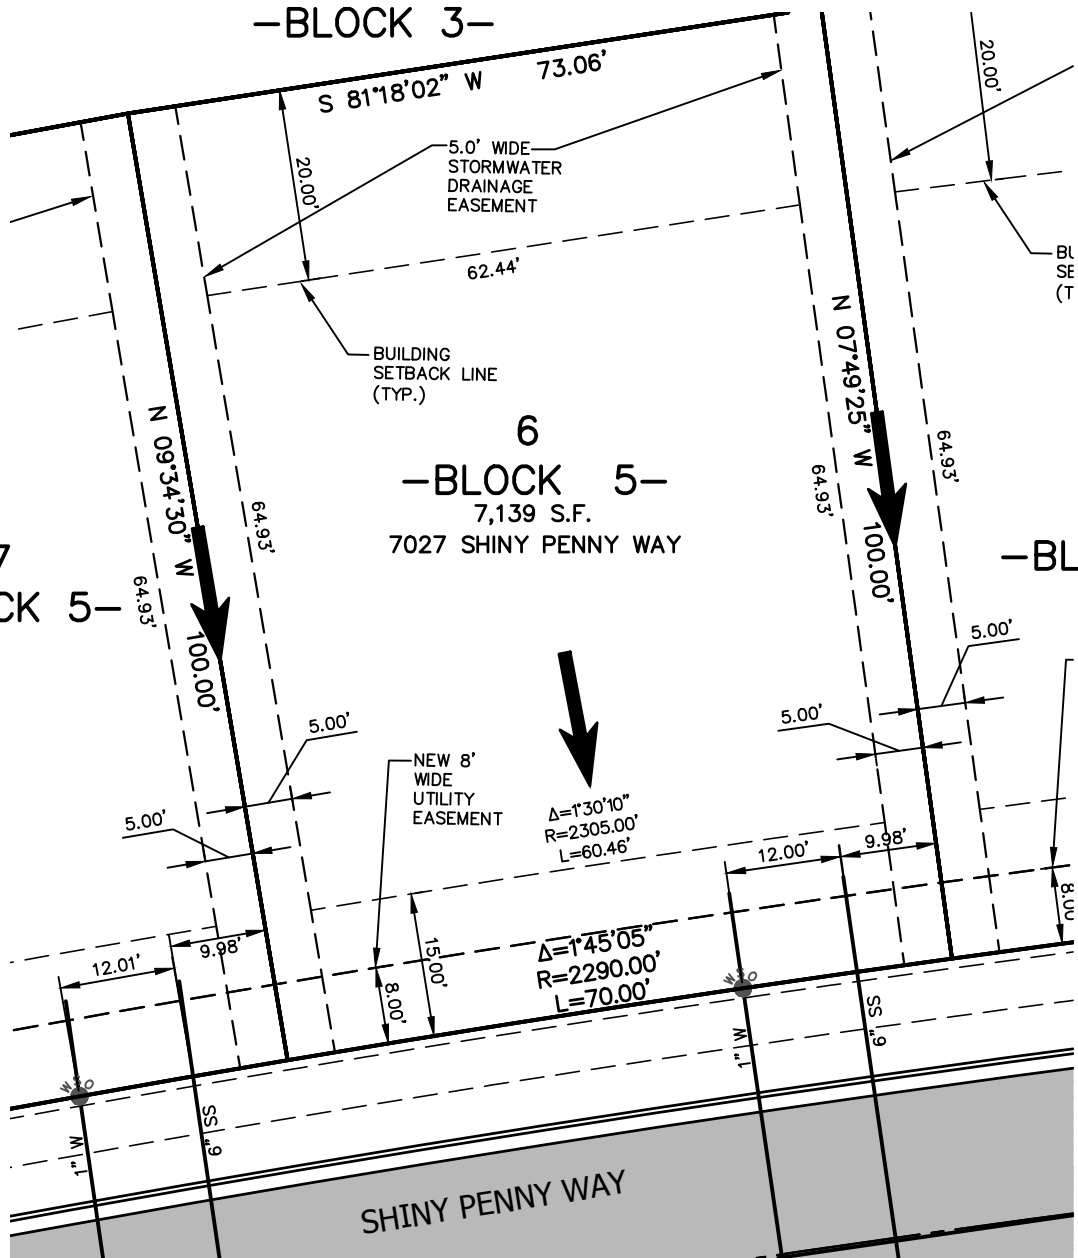 -BLOCK 3-
S 81°18'02" W 73.06'
20.00'
20.00'
5.0' WIDE
STORMWATER
DRAINAGE
EASEMENT
62.44'
BUILDING
SETBACK LINE
(TYP.)
BU
SE
(T
N 09°34'30" W 100.00'
N 07°49'25" W 100.00'
6
-BLOCK 5-
7,139 S.F.
7027 SHINY PENNY WAY
64.93'
64.93'
64.93'
64.93'
7
CK 5-
-BL
5.00'
5.00'
5.00'
5.00'
NEW 8'
WIDE
UTILITY
EASEMENT
Δ=1°30'10"
R=2305.00'
L=60.46'
12.00'
9.98'
8.00'
12.01'
9.98'
15.00'
8.00'
Δ=1°45'05"
R=2290.00'
L=70.00'
1" W
6" SS
1" W
6" SS
SHINY PENNY WAY